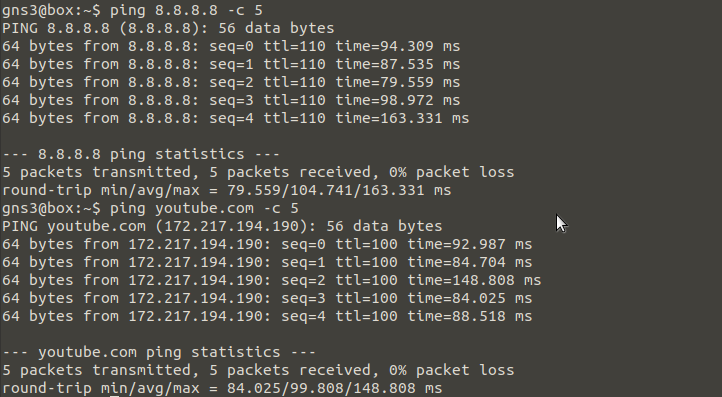 gns3@box:~$ ping 8.8.8.8 -c 5
PING 8.8.8.8 (8.8.8.8): 56 data bytes
64 bytes from 8.8.8.8: seq=0 ttl=110 time=94.309 ms
64 bytes from 8.8.8.8: seq=1 ttl=110 time=87.535 ms
64 bytes from 8.8.8.8: seq=2 ttl=110 time=79.559 ms
64 bytes from 8.8.8.8: seq=3 ttl=110 time=98.972 ms
64 bytes from 8.8.8.8: seq=4 ttl=110 time=163.331 ms

--- 8.8.8.8 ping statistics ---
5 packets transmitted, 5 packets received, 0% packet loss
round-trip min/avg/max = 79.559/104.741/163.331 ms
gns3@box:~$ ping youtube.com -c 5
PING youtube.com (172.217.194.190): 56 data bytes
64 bytes from 172.217.194.190: seq=0 ttl=100 time=92.987 ms
64 bytes from 172.217.194.190: seq=1 ttl=100 time=84.704 ms
64 bytes from 172.217.194.190: seq=2 ttl=100 time=148.808 ms
64 bytes from 172.217.194.190: seq=3 ttl=100 time=84.025 ms
64 bytes from 172.217.194.190: seq=4 ttl=100 time=88.518 ms

--- youtube.com ping statistics ---
5 packets transmitted, 5 packets received, 0% packet loss
round-trip min/avg/max = 84.025/99.808/148.808 ms